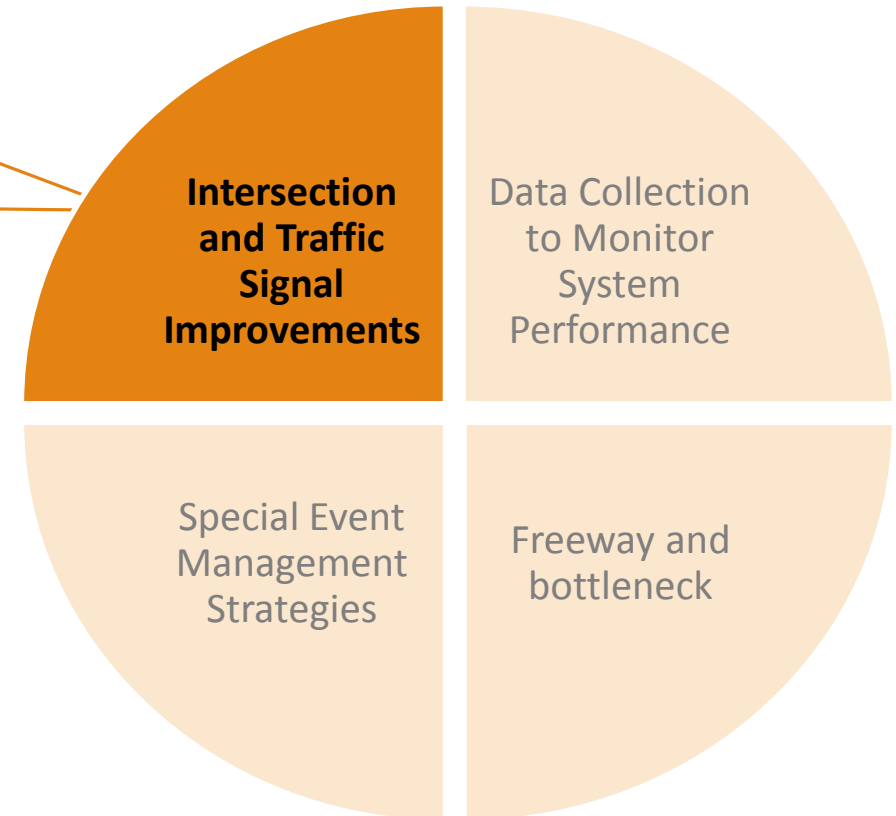 Intersection
and Traffic
Signal
Improvements
Data Collection
to Monitor
System
Performance
Special Event
Management
Strategies
Freeway and
bottleneck